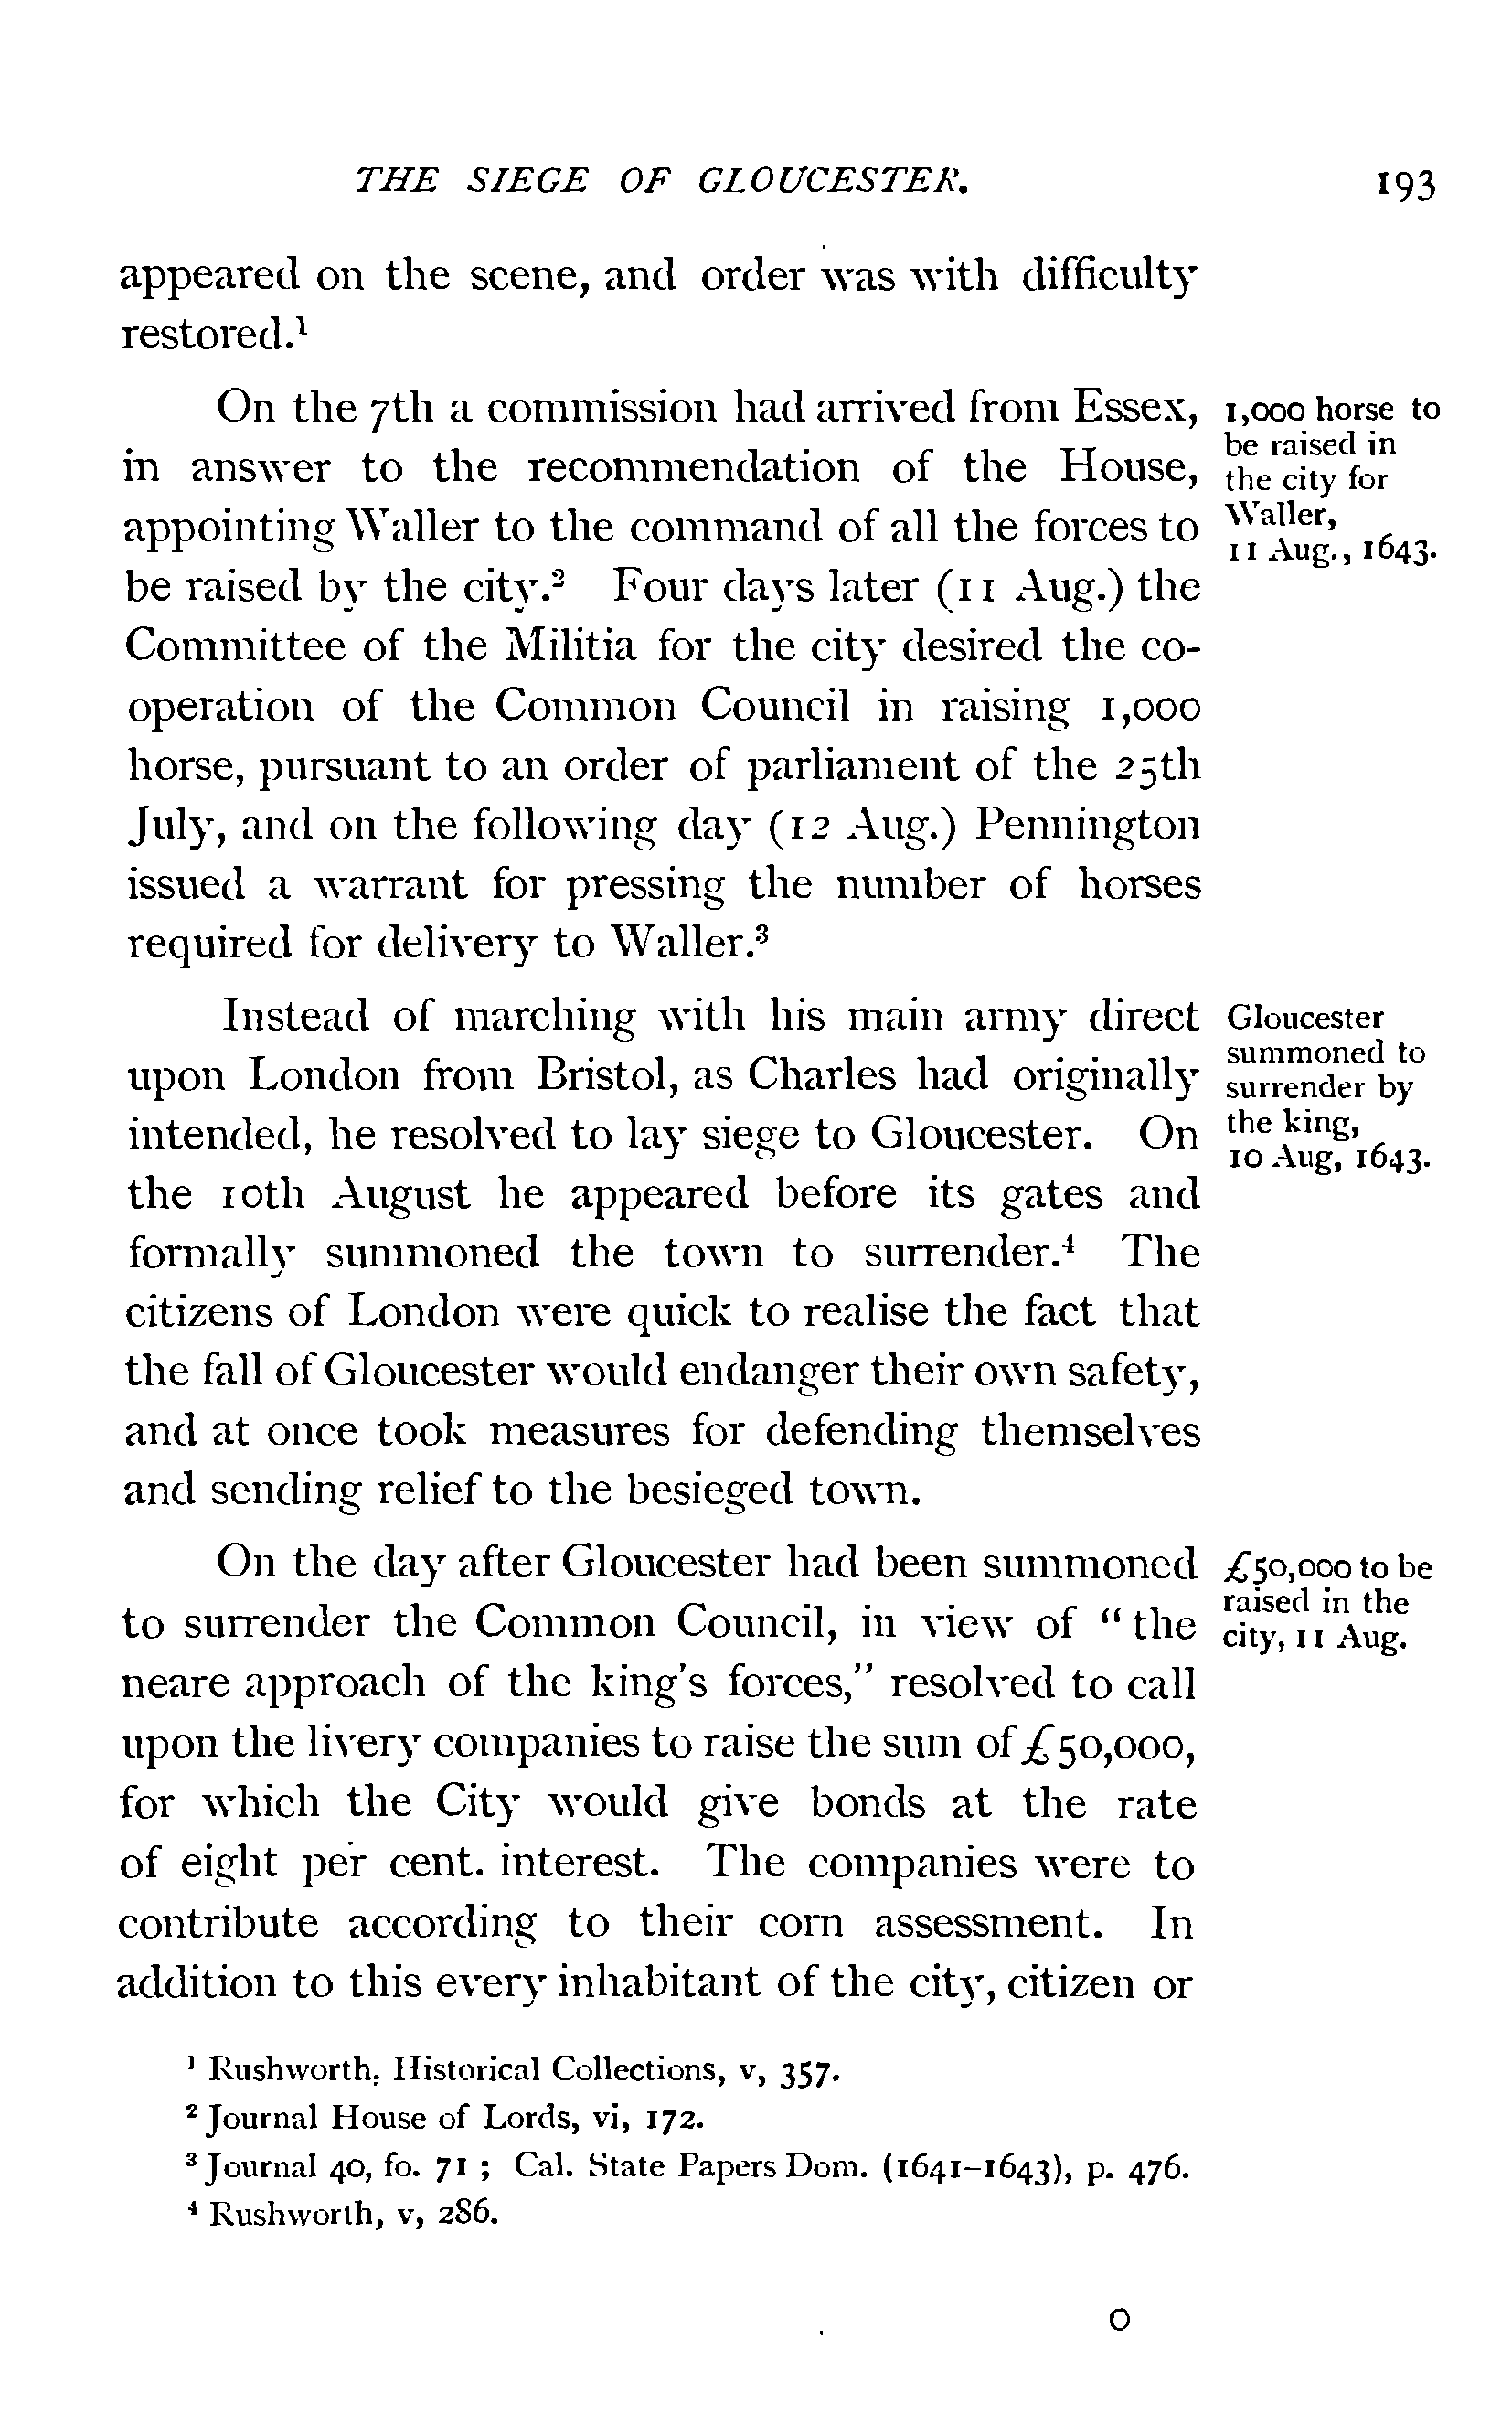 THE SIEGE OF GLOUCESTER.
193
appeared on the scene, and order was with difficulty
restored.¹
On the 7th a commission had arrived from Essex,
in answer to the recommendation of the House,
appointing Waller to the command of all the forces to
be raised by the city.² Four days later (11 Aug.) the
Committee of the Militia for the city desired the co-
operation of the Common Council in raising 1,000
horse, pursuant to an order of parliament of the 25th
July, and on the following day (12 Aug.) Pennington
issued a warrant for pressing the number of horses
required for delivery to Waller.³
1,000 horse to
be raised in
the city for
Waller,
11 Aug., 1643.
Instead of marching with his main army direct
upon London from Bristol, as Charles had originally
intended, he resolved to lay siege to Gloucester. On
the 10th August he appeared before its gates and
formally summoned the town to surrender.⁴ The
citizens of London were quick to realise the fact that
the fall of Gloucester would endanger their own safety,
and at once took measures for defending themselves
and sending relief to the besieged town.
Gloucester
summoned to
surrender by
the king,
10 Aug, 1643.
On the day after Gloucester had been summoned
to surrender the Common Council, in view of "the
neare approach of the king's forces," resolved to call
upon the livery companies to raise the sum of £50,000,
for which the City would give bonds at the rate
of eight per cent. interest. The companies were to
contribute according to their corn assessment. In
addition to this every inhabitant of the city, citizen or
£50,000 to be
raised in the
city, 11 Aug.
¹ Rushworth, Historical Collections, v, 357.
² Journal House of Lords, vi, 172.
³ Journal 40, fo. 71 ; Cal. State Papers Dom. (1641-1643), p. 476.
⁴ Rushworth, v, 286.
O